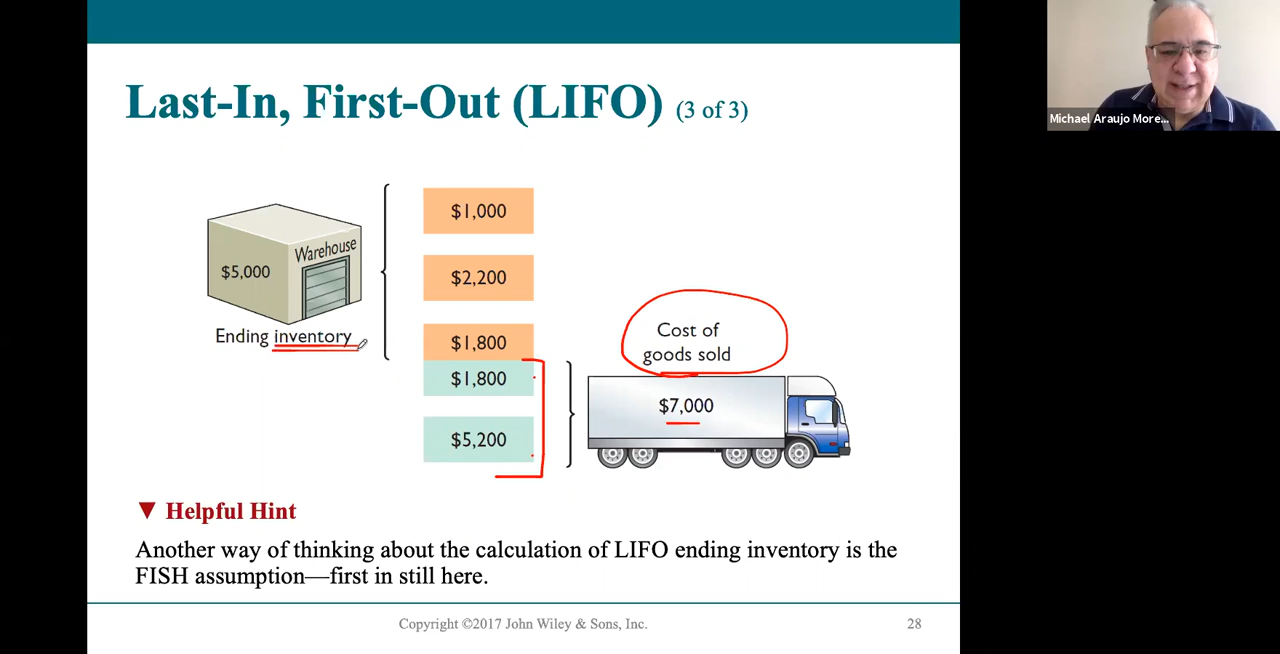 Last-In, First-Out (LIFO) (3 of 3)
Michael Araujo More...
$1,000
Warehouse
$5,000
$2,200
Ending inventory
$1,800
$1,800
$5,200
Cost of
goods sold
$7,000
▼ Helpful Hint
Another way of thinking about the calculation of LIFO ending inventory is the
FISH assumption—first in still here.
Copyright ©2017 John Wiley & Sons, Inc.
28